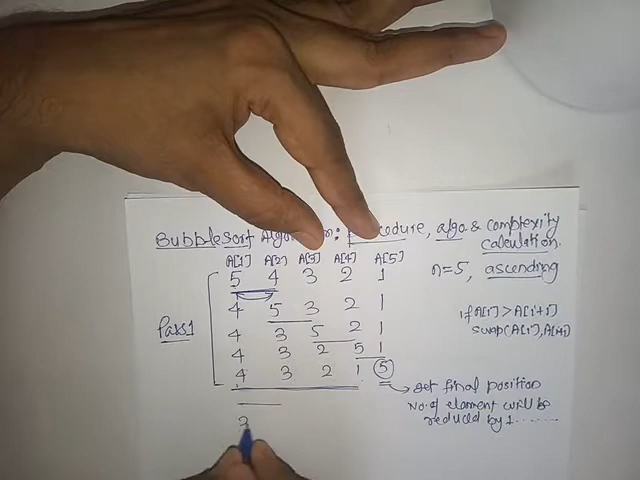 Bubblesort Algorithm: Procedure, algo & complexity
calculation.
A[1] A[2] A[3] A[4] A[5]
5 4 3 2 1
n=5, ascending
4 5 3 2 1
if A[i] > A[i+1]
swap(A[i], A[i+1])
Pass1
4 3 5 2 1
4 3 2 5 1
4 3 2 1 5
Get final position
No. of element will be
reduced by 1.......
3